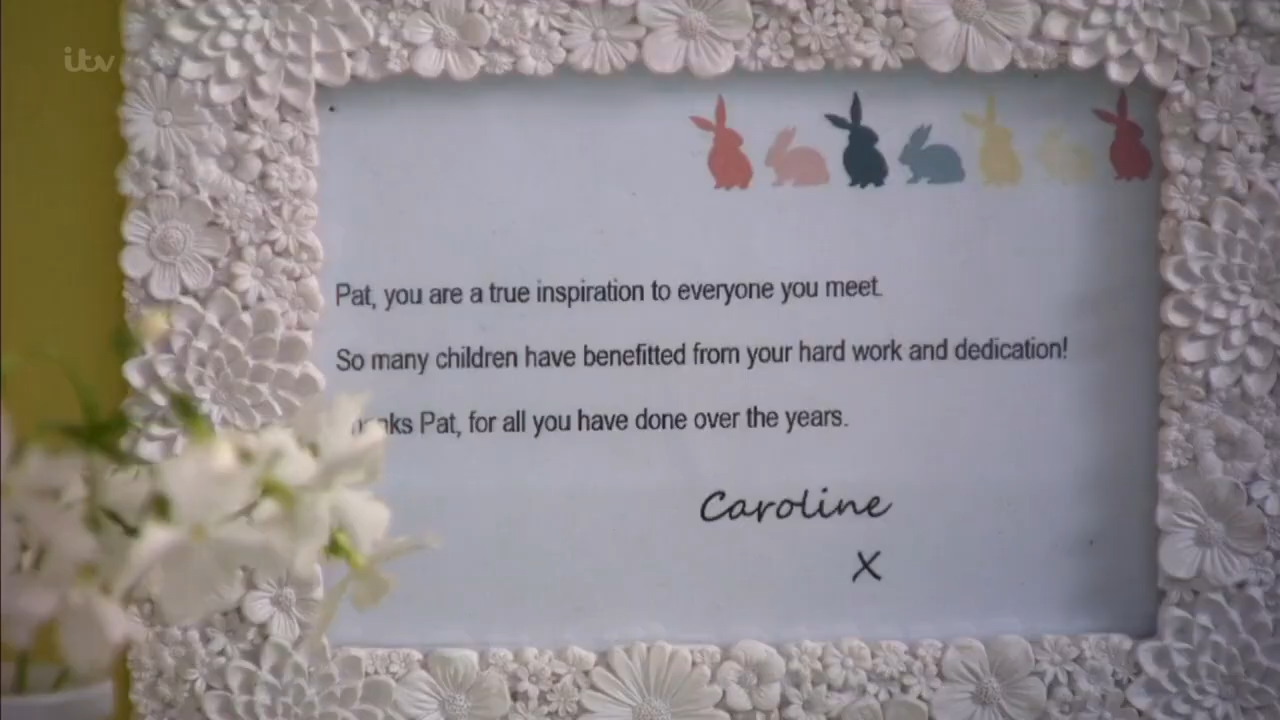 itv
Pat, you are a true inspiration to everyone you meet.
So many children have benefitted from your hard work and dedication!
Pat, for all you have done over the years.
Caroline
X